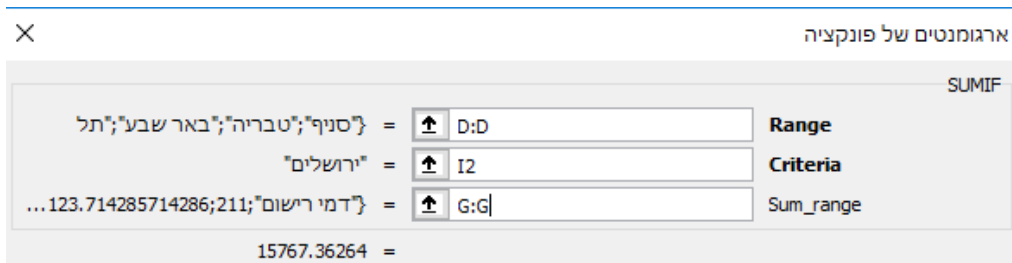 ארגומנטים של פונקציה
SUMIF
Range D:D = {"סניף";"טבריה";"באר שבע";"תל
Criteria I2 = "ירושלים"
Sum_range G:G = {"דמי רישום";211;123.714285714286...
= 15767.36264